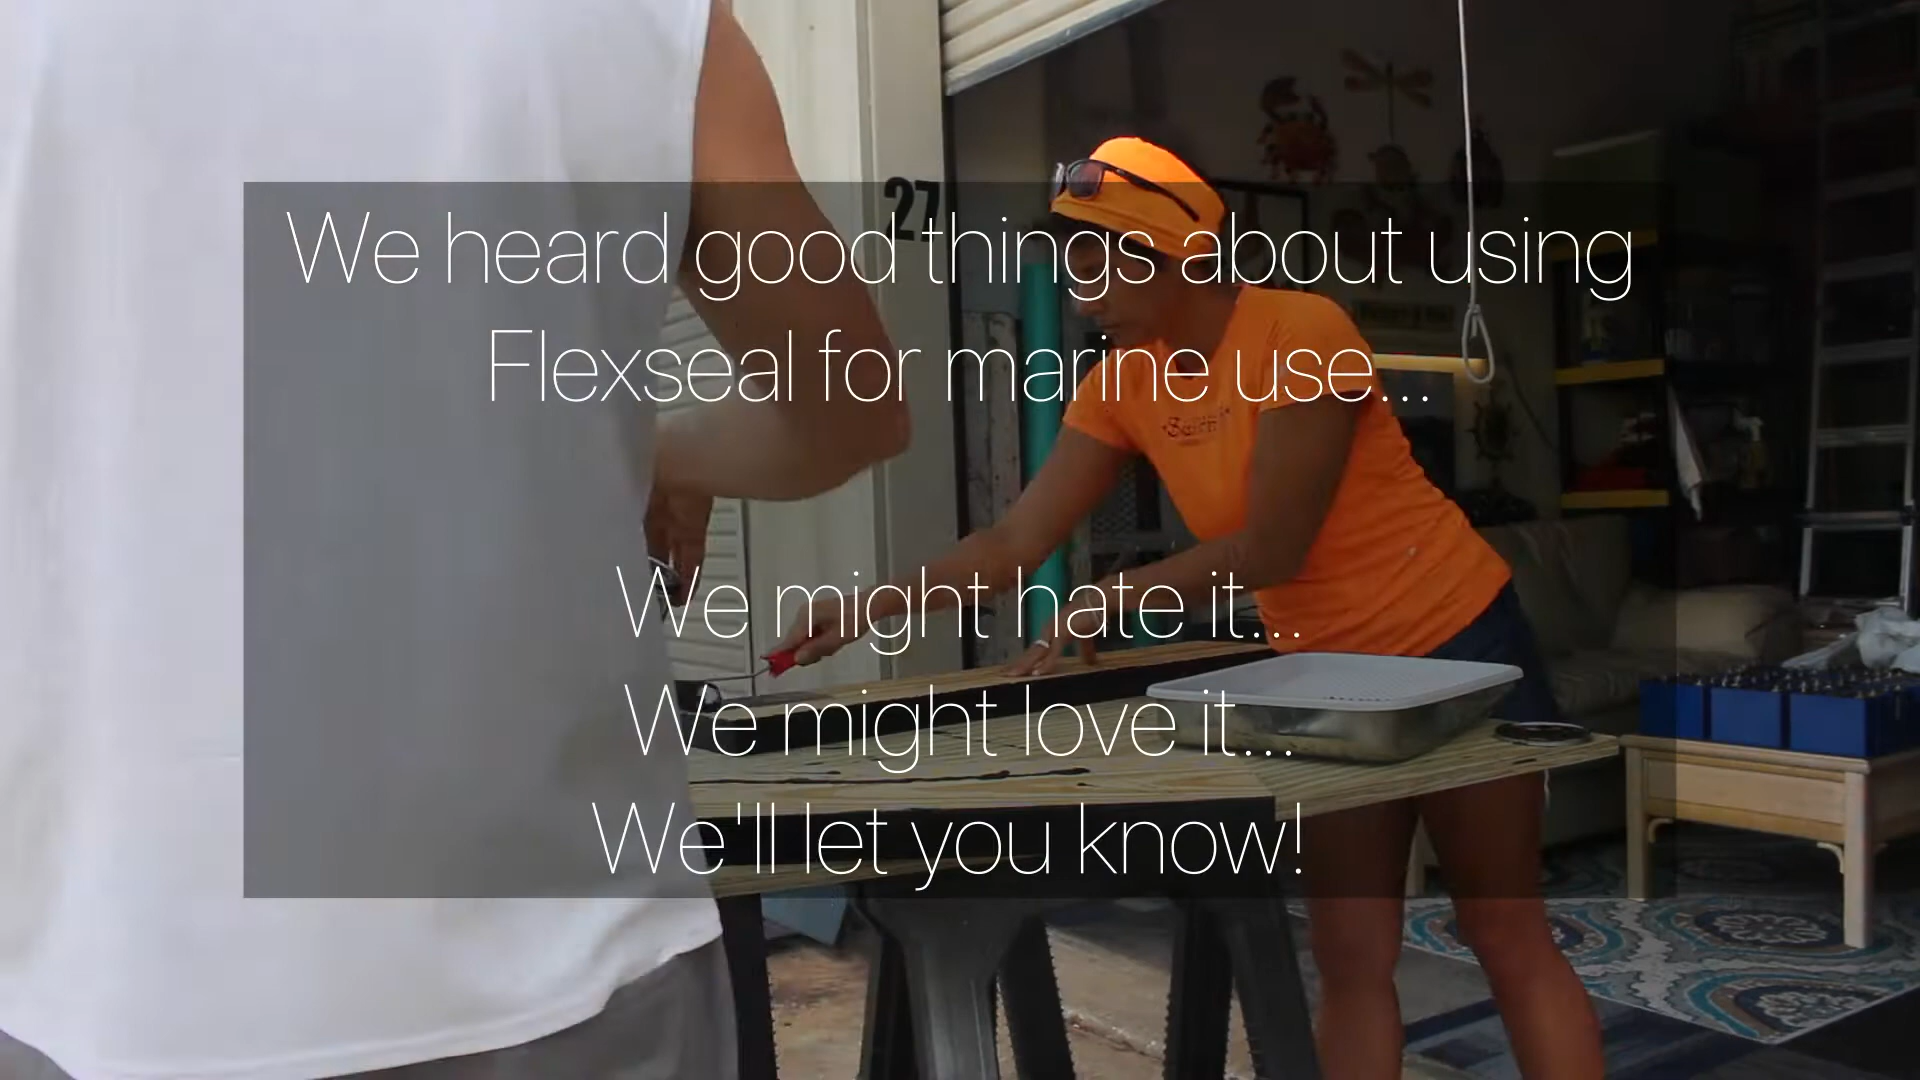 27
We heard good things about using
Flexseal for marine use...
We might hate it...
We might love it...
We'll let you know!